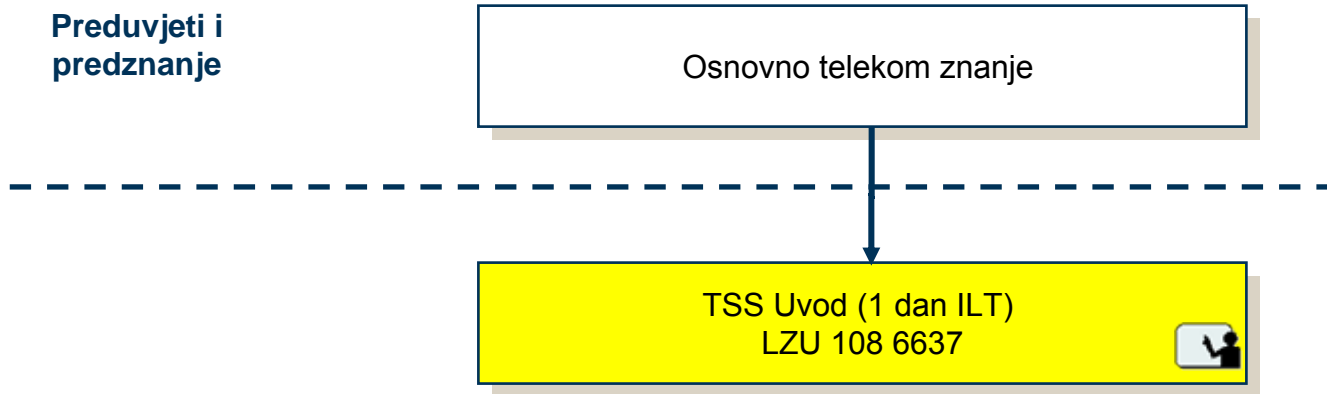 Preduvjeti i
predznanje
Osnovno telekom znanje
TSS Uvod (1 dan ILT)
LZU 108 6637